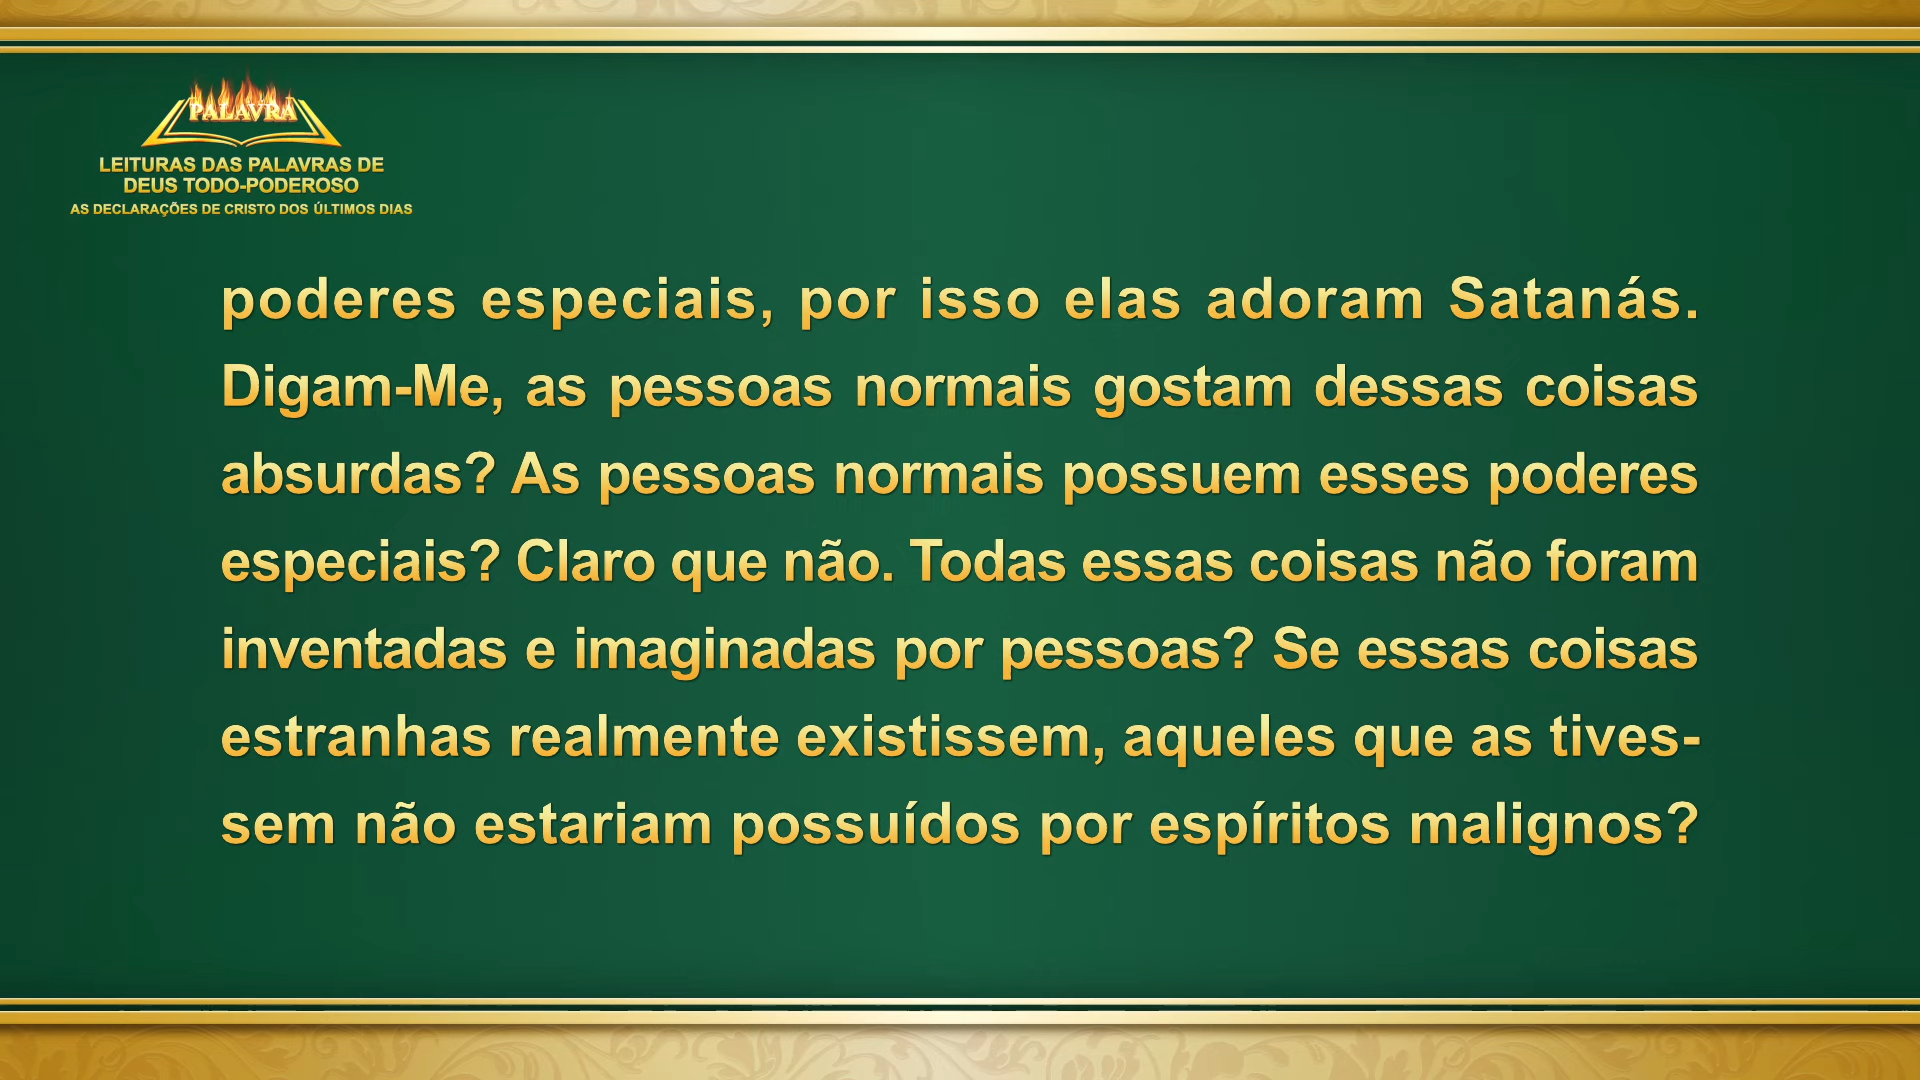 PALAVRA
LEITURAS DAS PALAVRAS DE
DEUS TODO-PODEROSO
AS DECLARAÇÕES DE CRISTO DOS ÚLTIMOS DIAS
poderes especiais, por isso elas adoram Satanás.
Digam-Me, as pessoas normais gostam dessas coisas
absurdas? As pessoas normais possuem esses poderes
especiais? Claro que não. Todas essas coisas não foram
inventadas e imaginadas por pessoas? Se essas coisas
estranhas realmente existissem, aqueles que as tives-
sem não estariam possuídos por espíritos malignos?